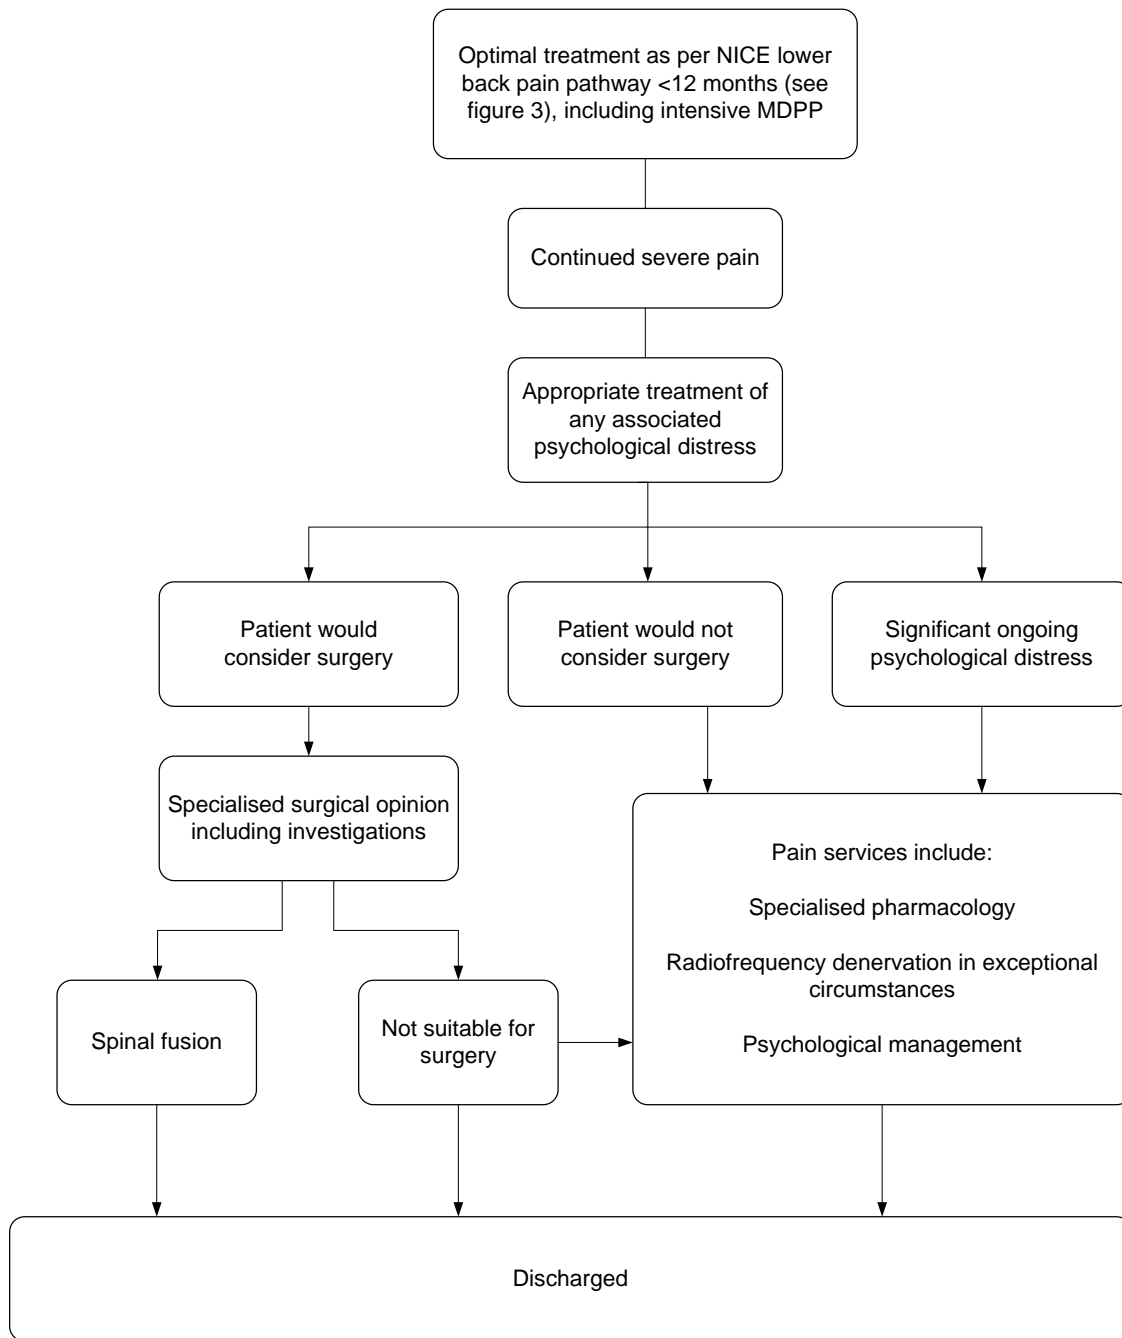 Optimal treatment as per NICE lower
back pain pathway <12 months (see
figure 3), including intensive MDPP
Continued severe pain
Appropriate treatment of
any associated
psychological distress
Patient would
consider surgery
Patient would not
consider surgery
Significant ongoing
psychological distress
Specialised surgical opinion
including investigations
Pain services include:
Specialised pharmacology
Radiofrequency denervation in exceptional
circumstances
Psychological management
Spinal fusion
Not suitable for
surgery
Discharged